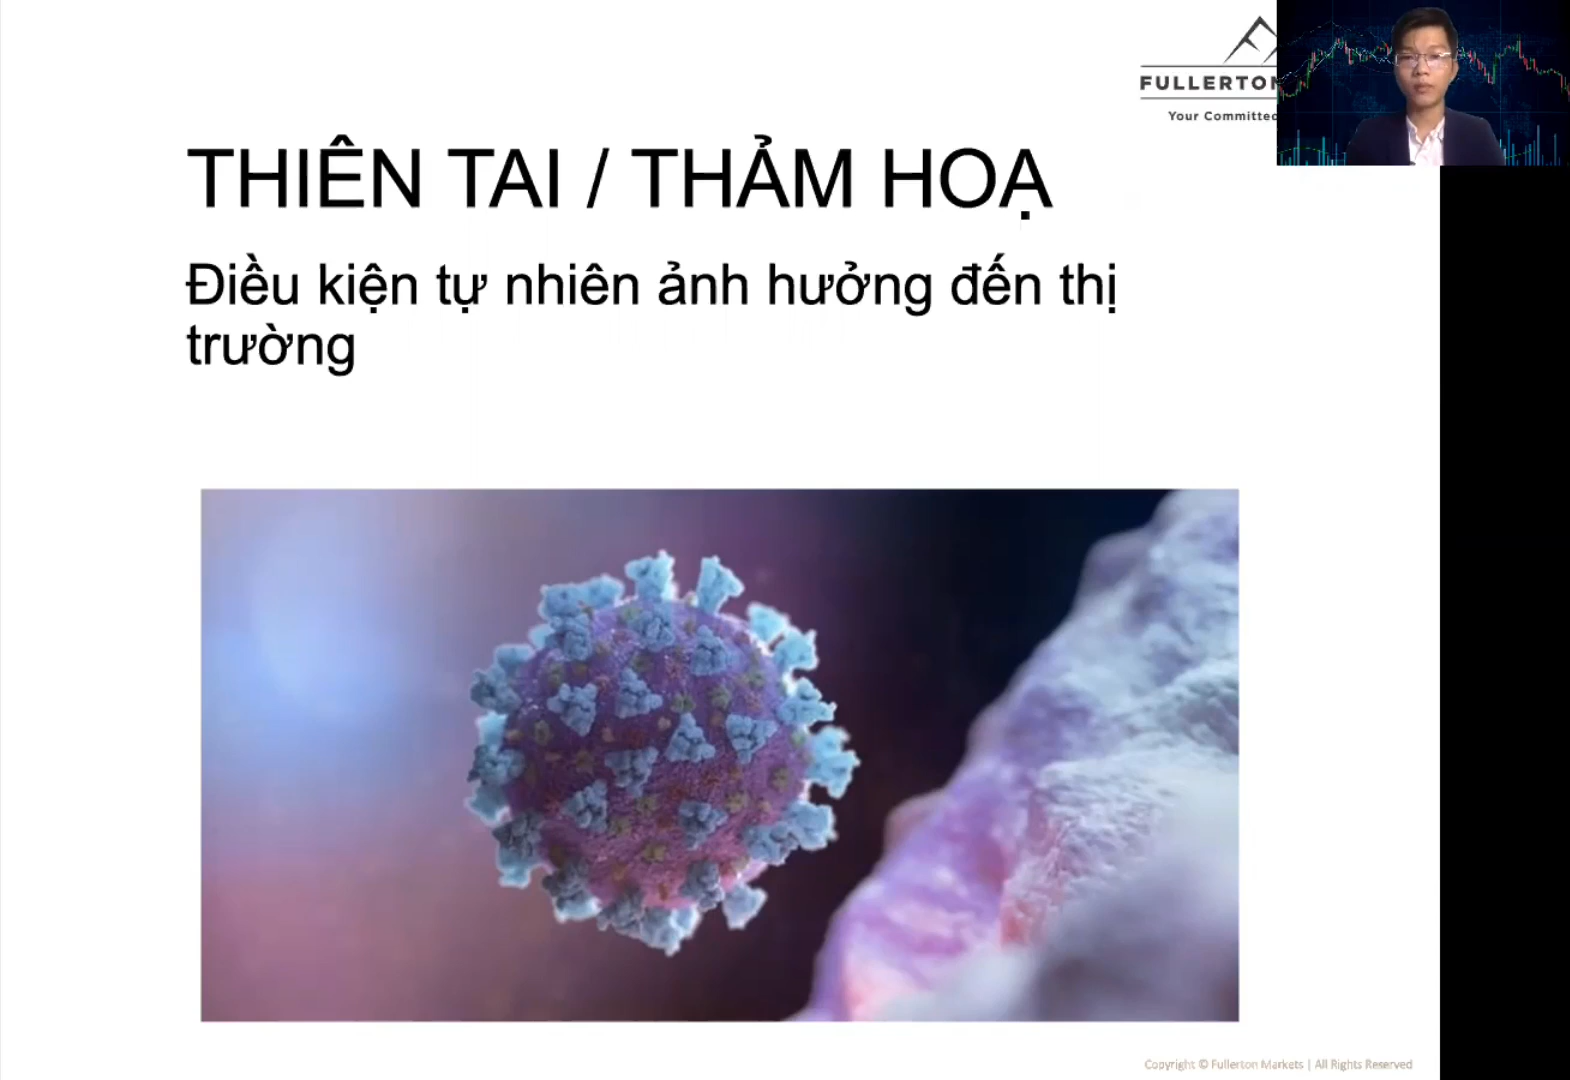 FULLERTON
Your Committed
THIÊN TAI / THẢM HOẠ
Điều kiện tự nhiên ảnh hưởng đến thị
trường
Copyright © Fullerton Markets | All Rights Reserved